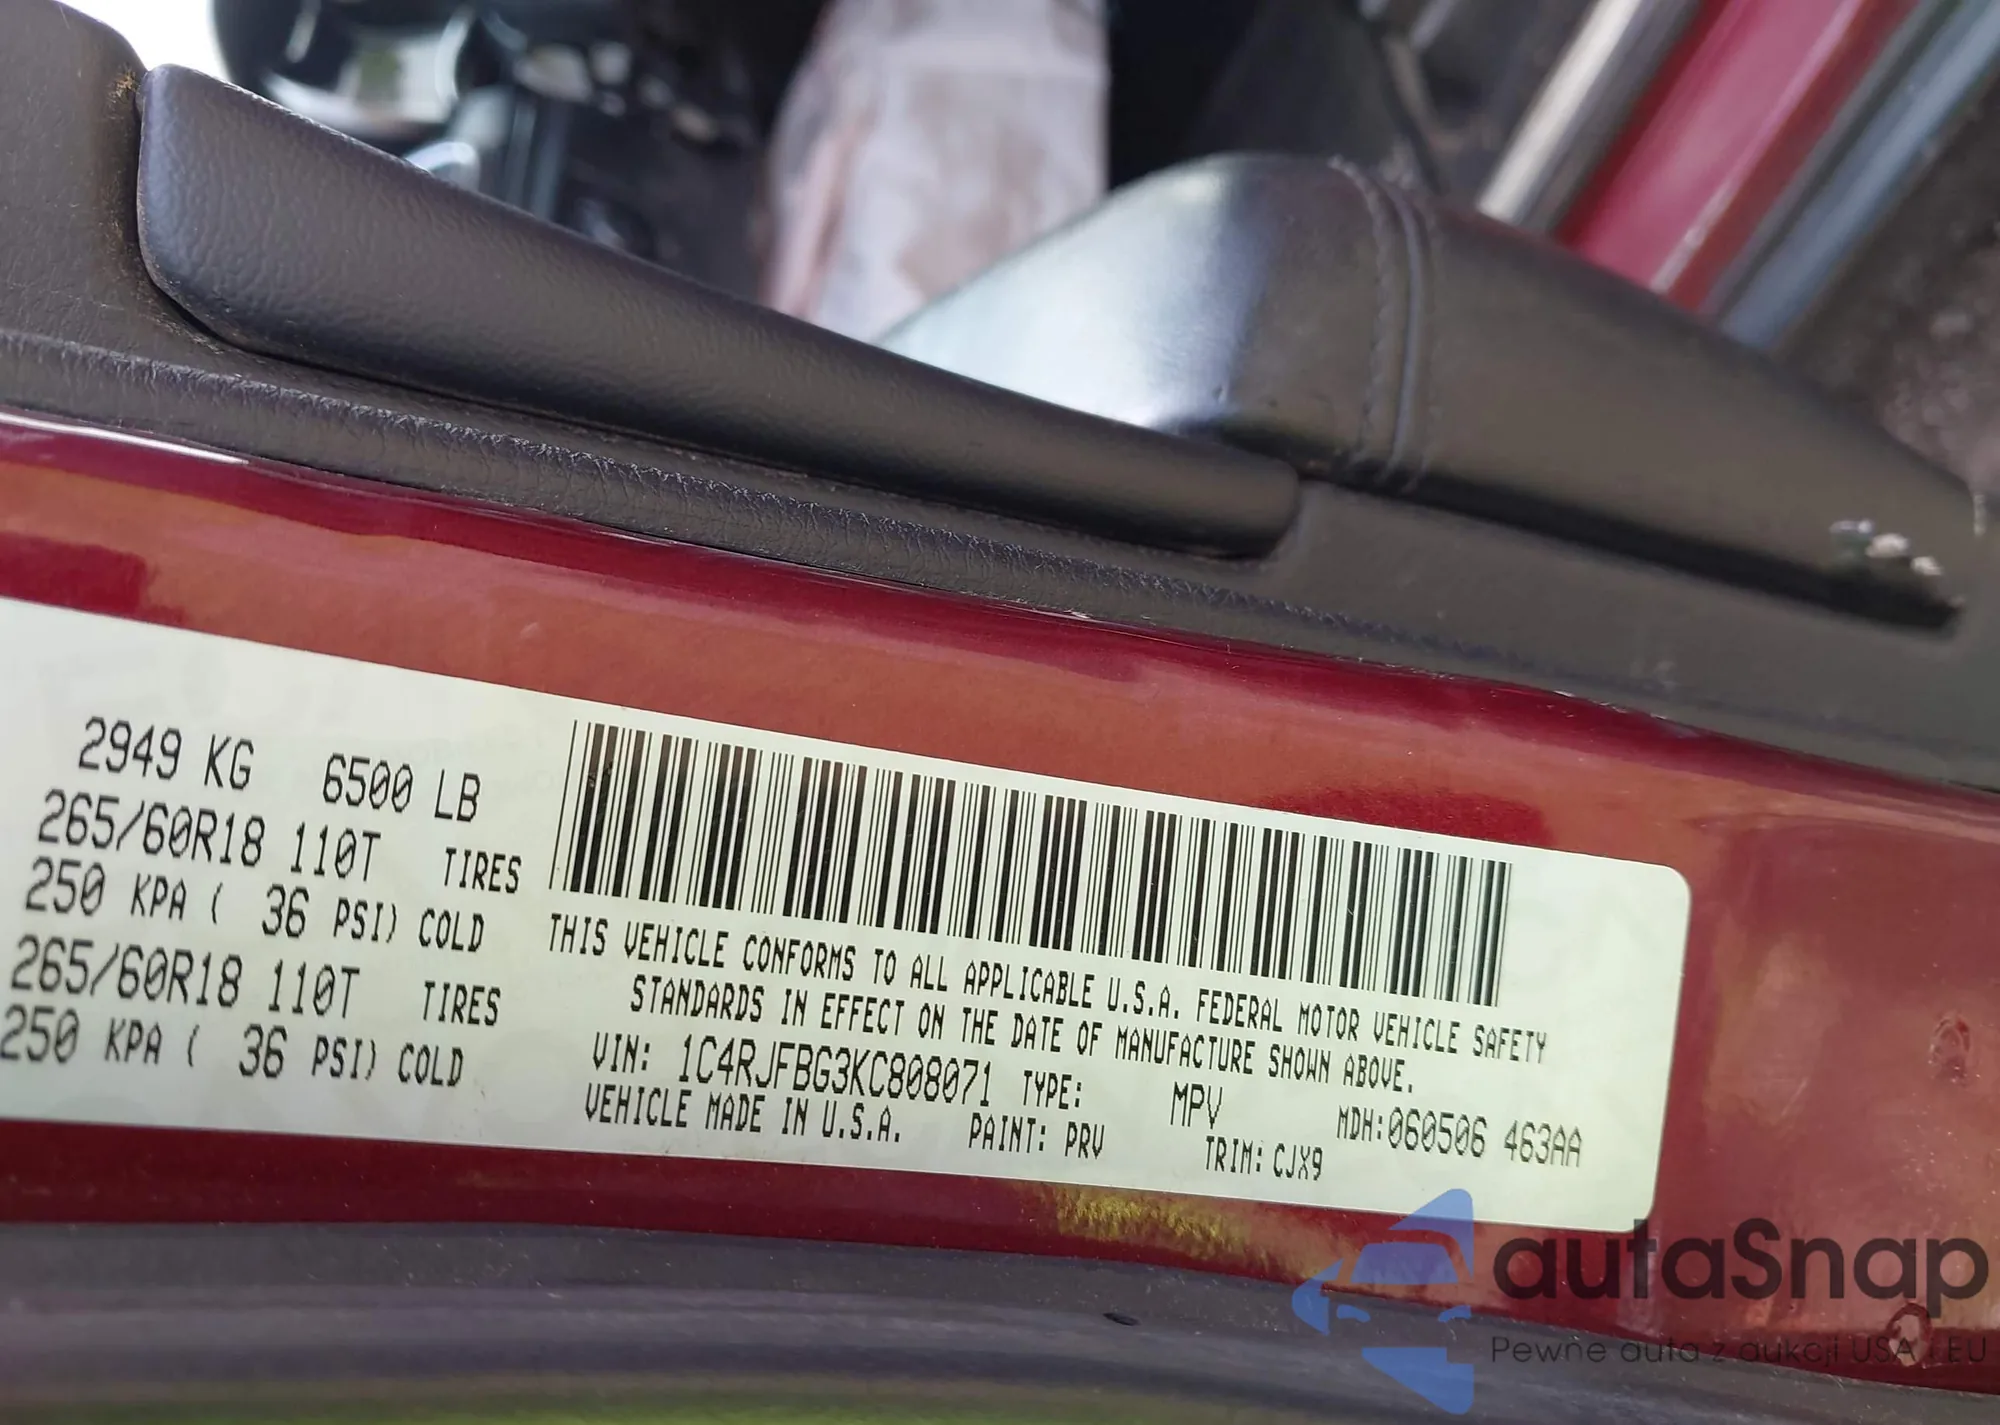 2949 KG 6500 LB
265/60R18 110T TIRES
250 KPA ( 36 PSI) COLD
265/60R18 110T TIRES
250 KPA ( 36 PSI) COLD
THIS VEHICLE CONFORMS TO ALL APPLICABLE U.S.A. FEDERAL MOTOR VEHICLE SAFETY
STANDARDS IN EFFECT ON THE DATE OF MANUFACTURE SHOWN ABOVE.
VIN: 1C4RJFBG3KC808071 TYPE: MPV MDH:060506 463AA
VEHICLE MADE IN U.S.A. PAINT: PRV TRIM: CJX9
autaSnap
Pewne auta z aukcji USA i EU